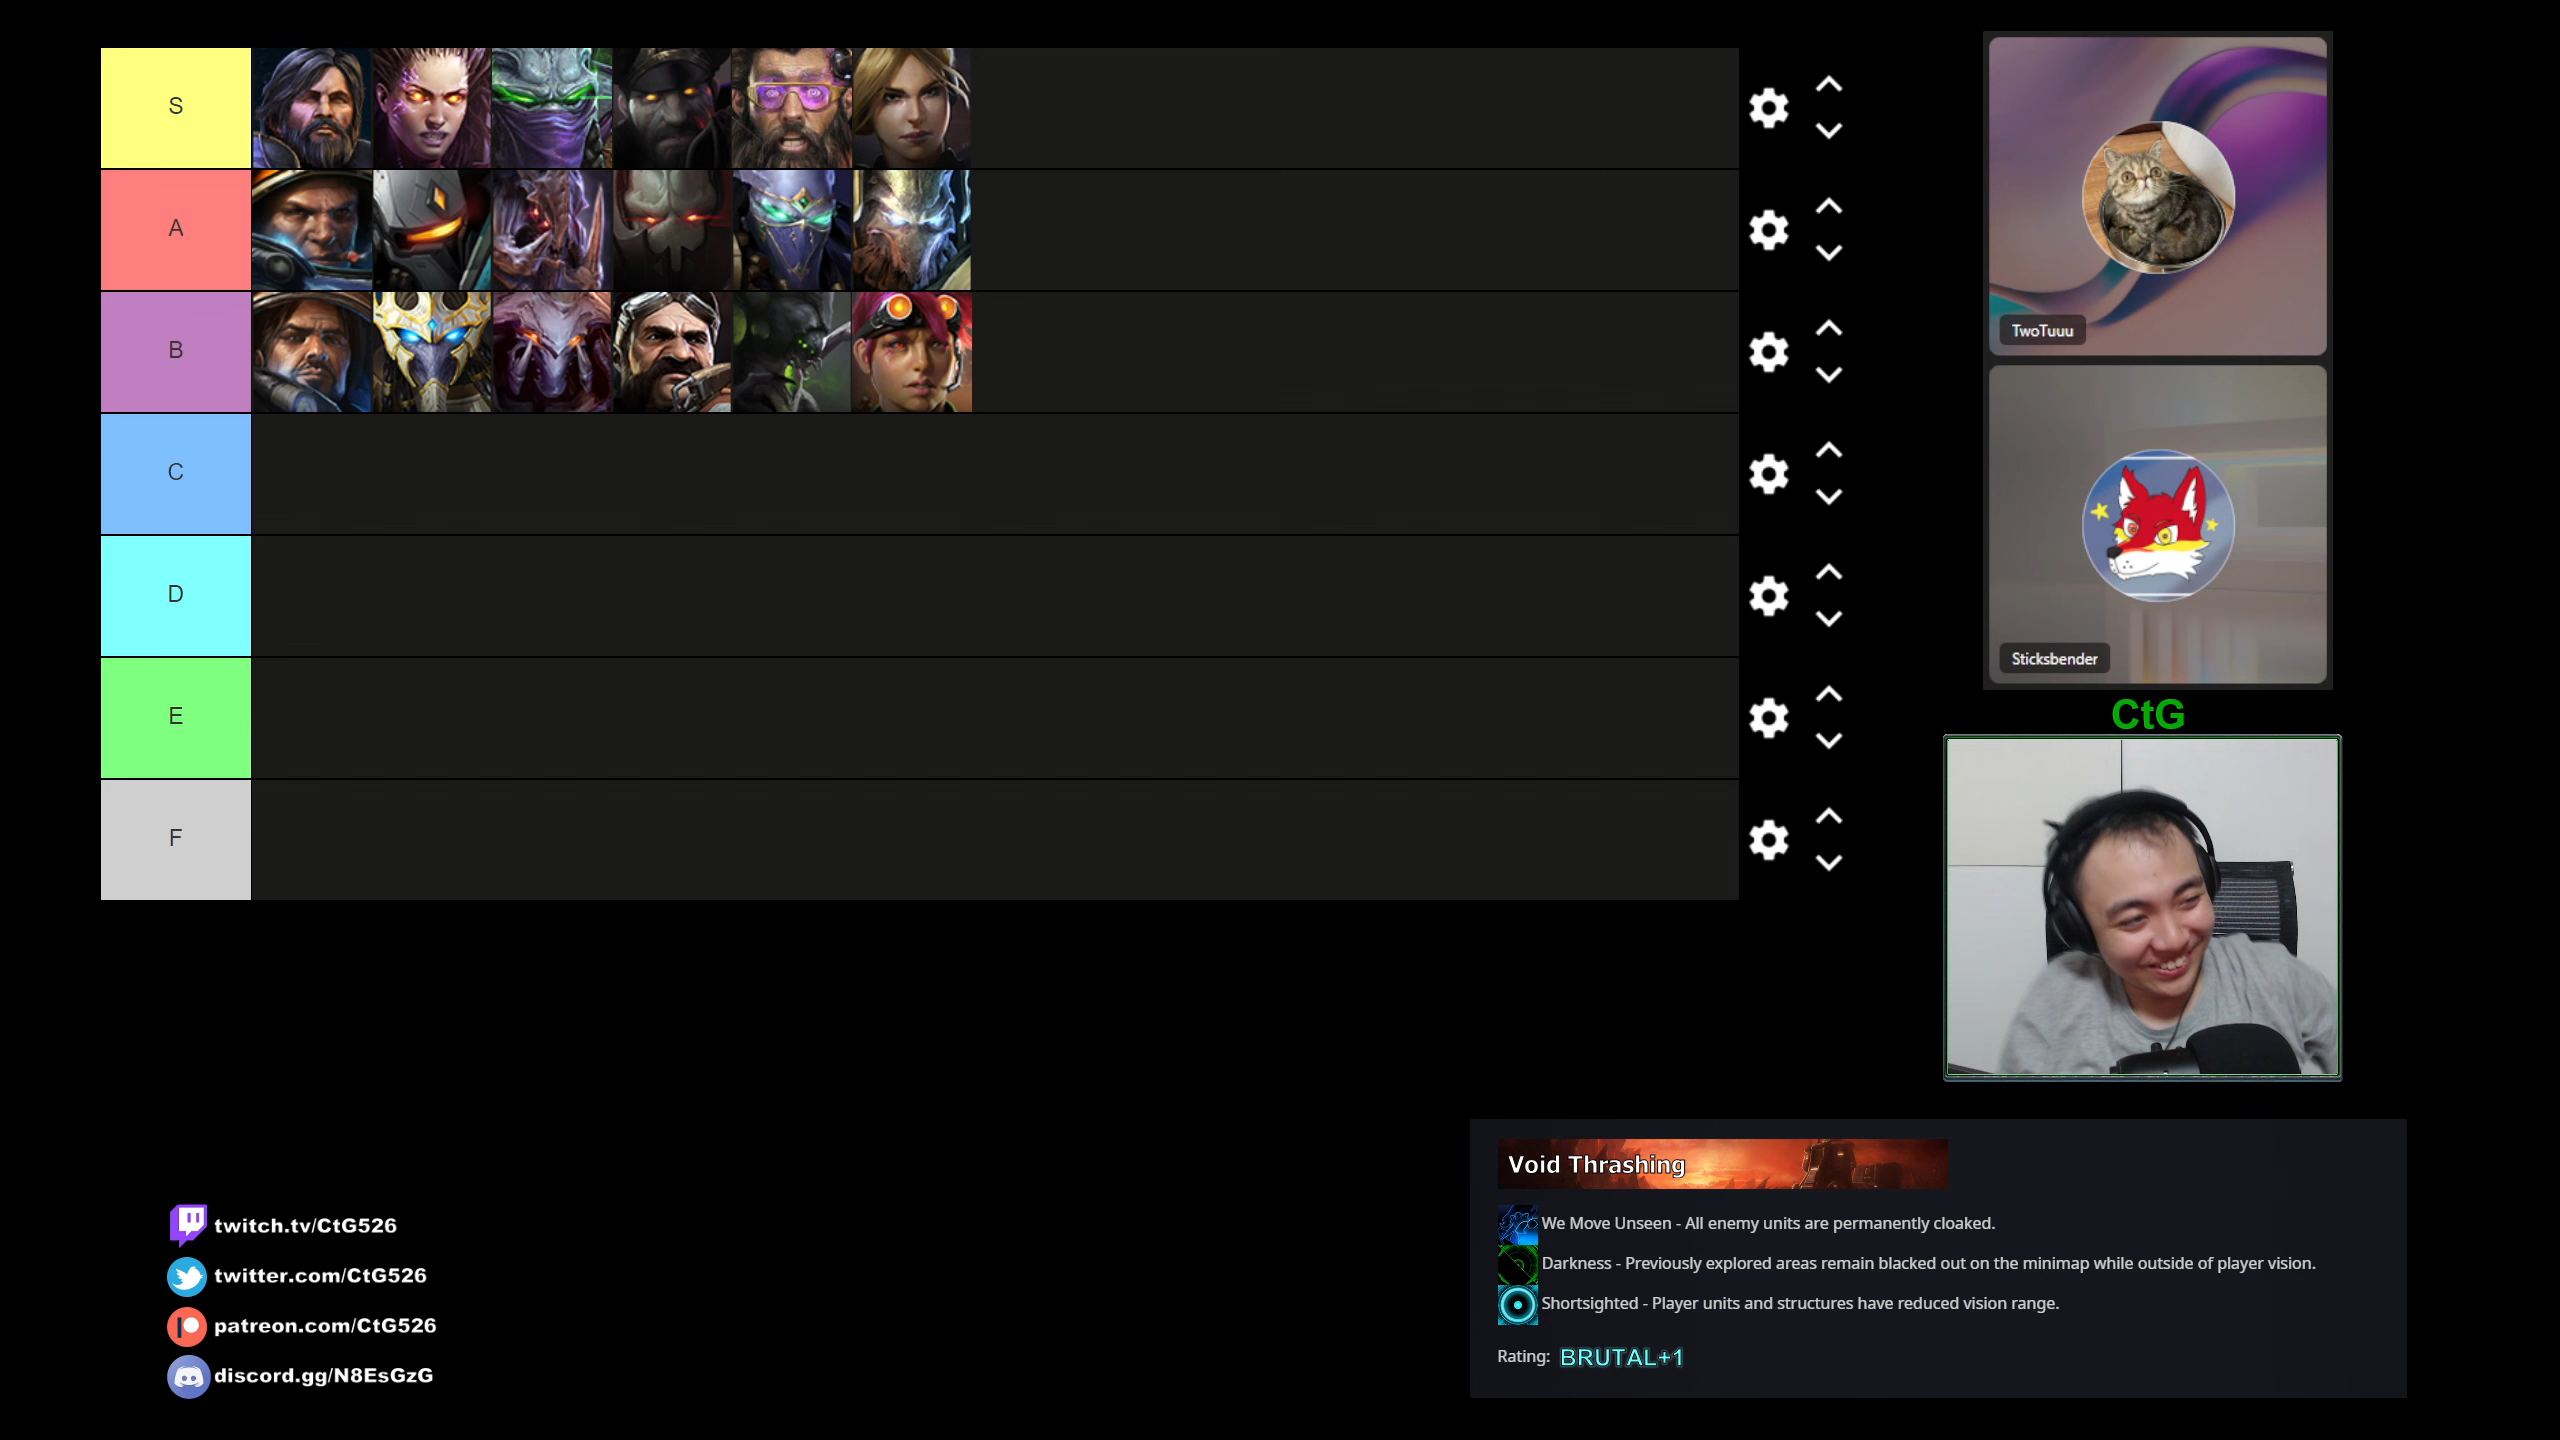 S
A
B
C
D
E
F
TwoTuuu
Sticksbender
CtG
Void Thrashing
We Move Unseen - All enemy units are permanently cloaked.
Darkness - Previously explored areas remain blacked out on the minimap while outside of player vision.
Shortsighted - Player units and structures have reduced vision range.
Rating: BRUTAL+1
twitch.tv/CtG526
twitter.com/CtG526
patreon.com/CtG526
discord.gg/N8EsGzG